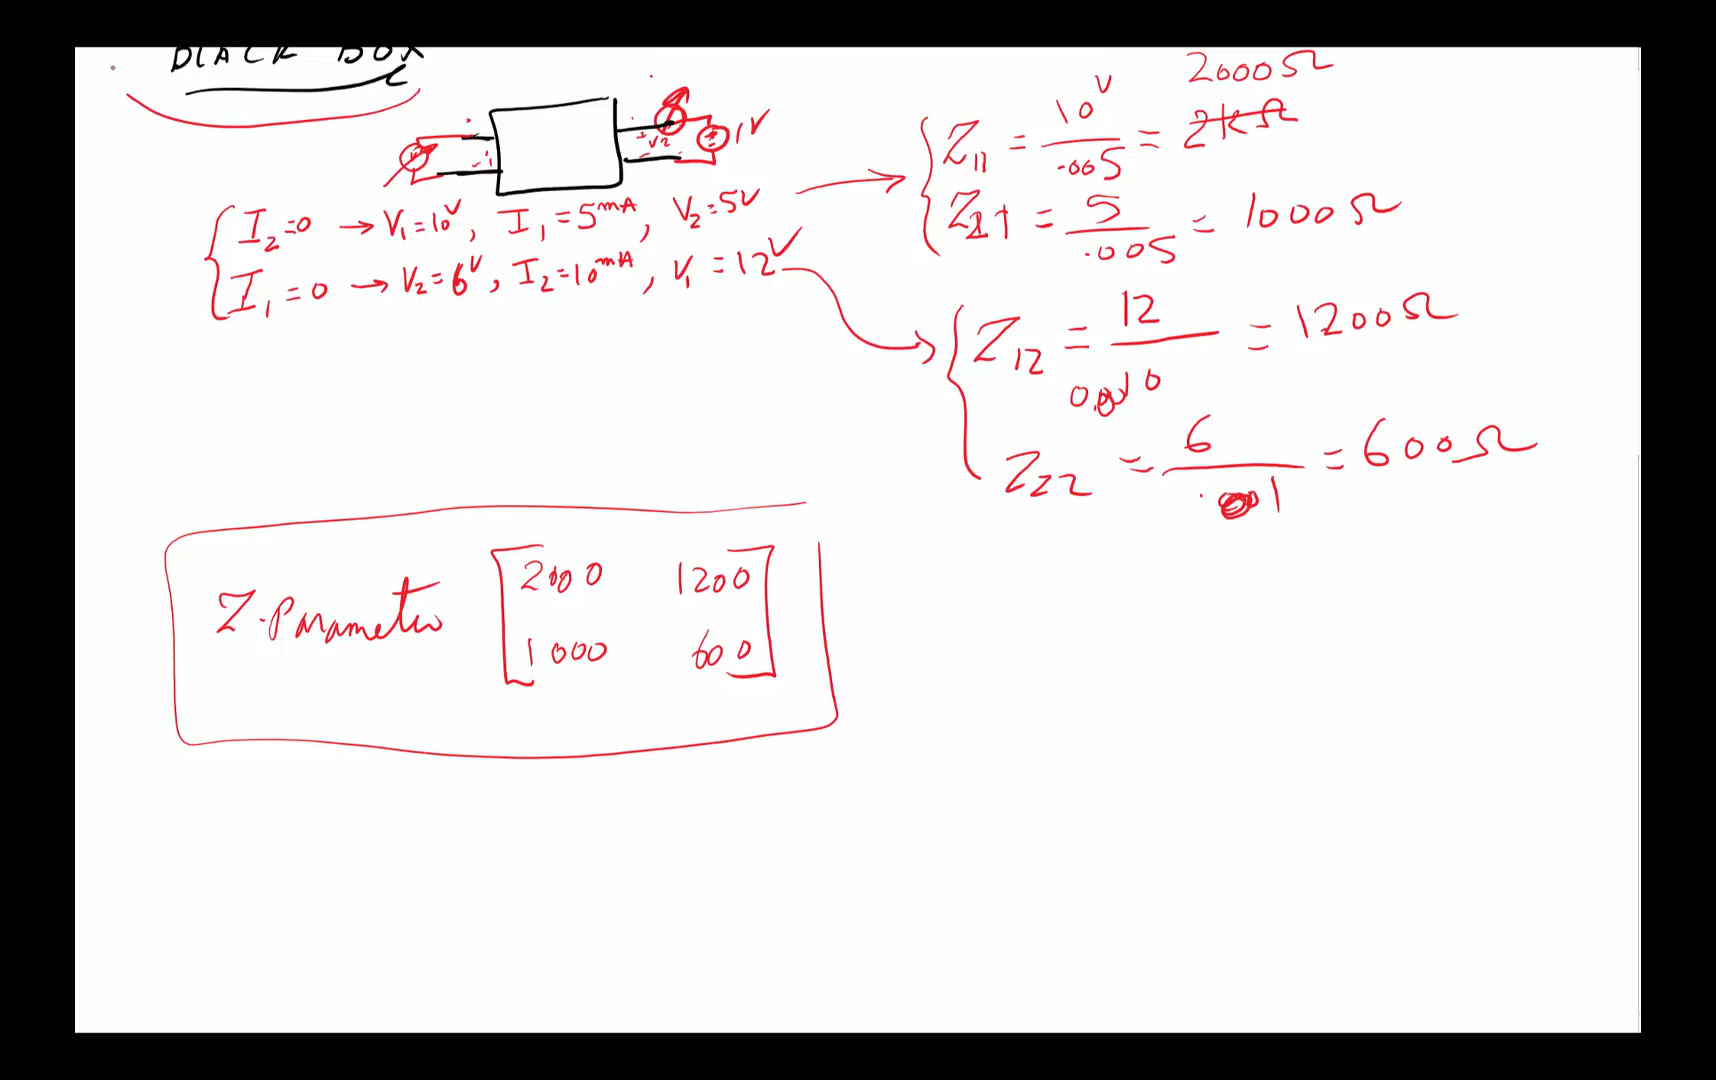 BLACK BOX
V2
1V
I2=0 → V1=10V, I1=5mA, V2=5V
I1=0 → V2=6V, I2=10mA, V1=12V
2000Ω
Z11 = 10V/.005 = 2KΩ
Z21 = 5/.005 = 1000Ω
Z12 = 12/0.010 = 1200Ω
Z22 = 6/.01 = 600Ω
Z-Parameter
2000 1200
1000 600